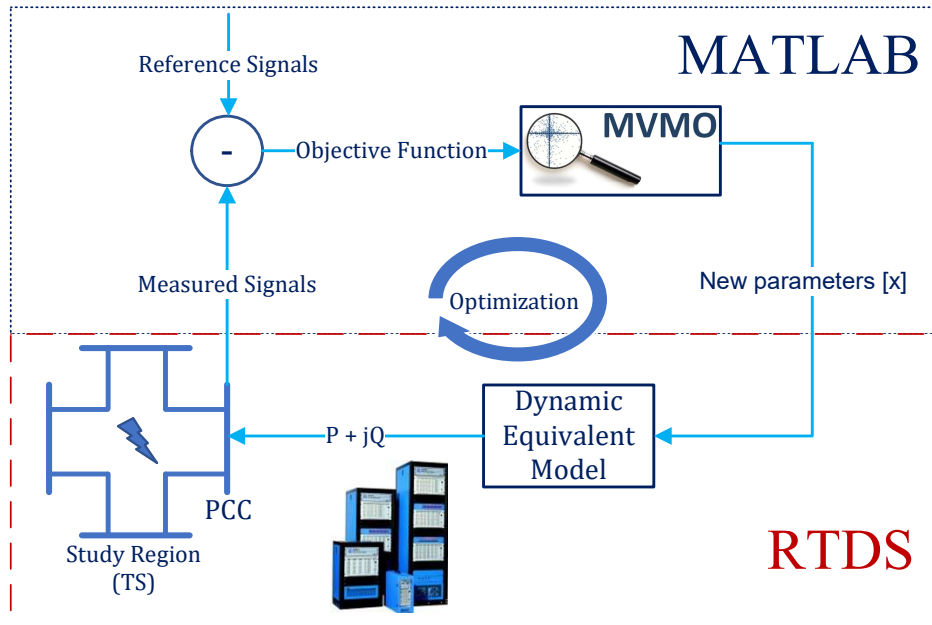 Reference Signals
MATLAB
-
Objective Function
MVMO
Measured Signals
Optimization
New parameters [x]
Dynamic
Equivalent
Model
P + jQ
PCC
Study Region
(TS)
RTDS